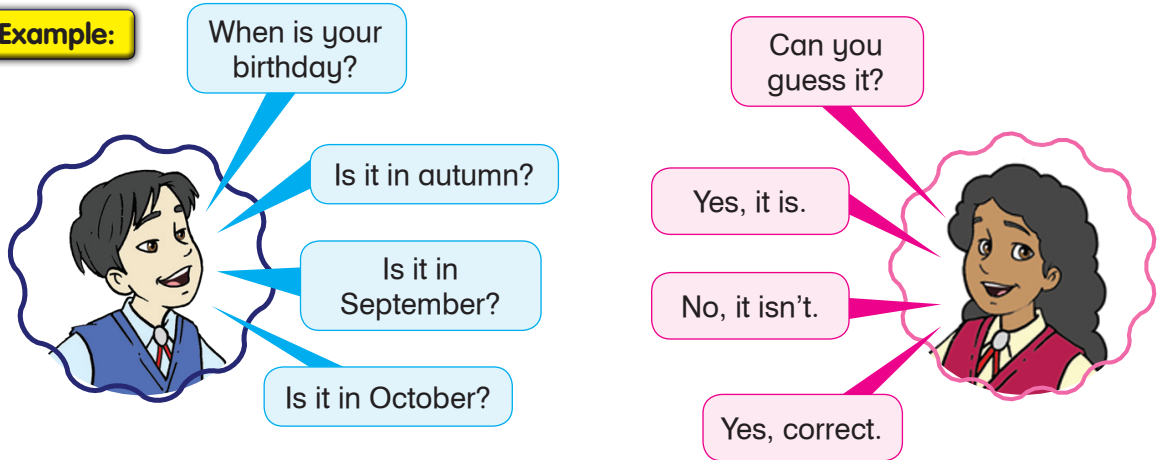 Example:
When is your
birthday?
Can you
guess it?
Is it in autumn?
Yes, it is.
Is it in
September?
No, it isn't.
Is it in October?
Yes, correct.